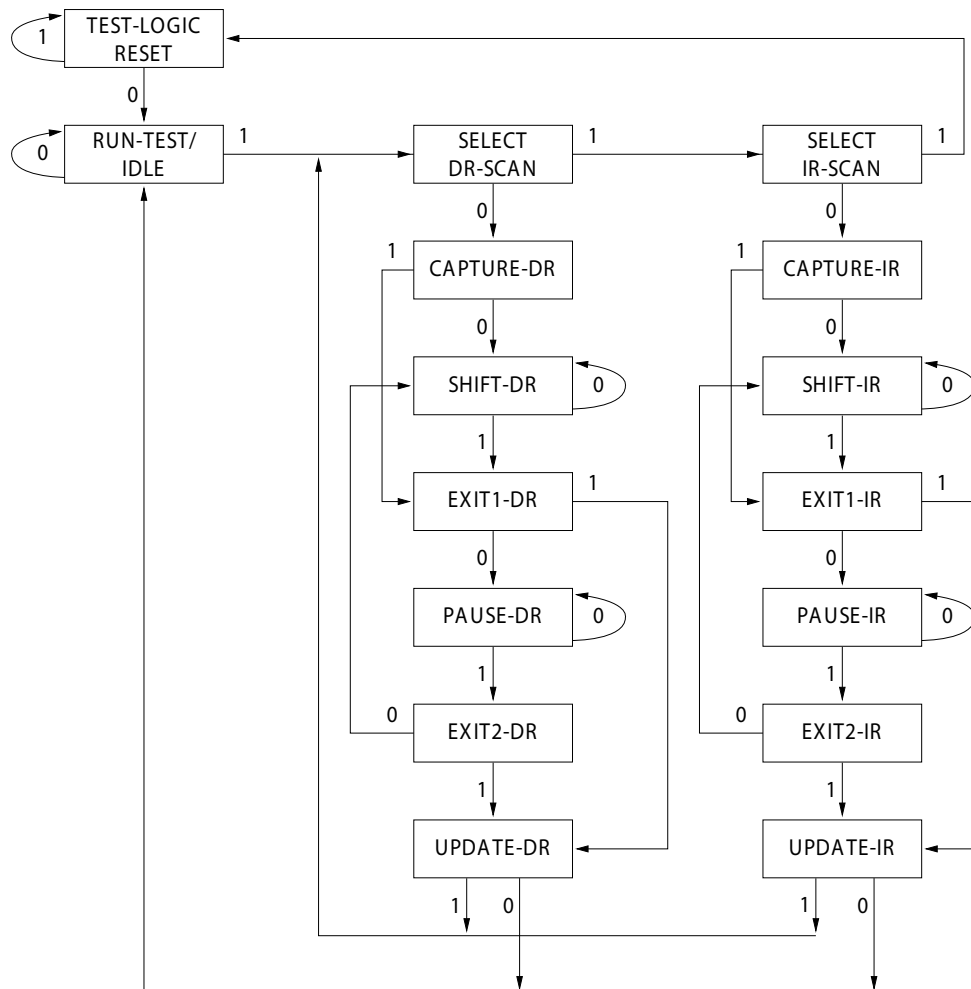 TEST-LOGIC
RESET
1
0
RUN-TEST/
IDLE
0
1
SELECT
DR-SCAN
1
SELECT
IR-SCAN
1
0
0
1
CAPTURE-DR
1
CAPTURE-IR
0
0
SHIFT-DR
0
SHIFT-IR
0
1
1
EXIT1-DR
1
EXIT1-IR
1
0
0
PAUSE-DR
0
PAUSE-IR
0
1
1
0
EXIT2-DR
0
EXIT2-IR
1
1
UPDATE-DR
UPDATE-IR
1
0
1
0